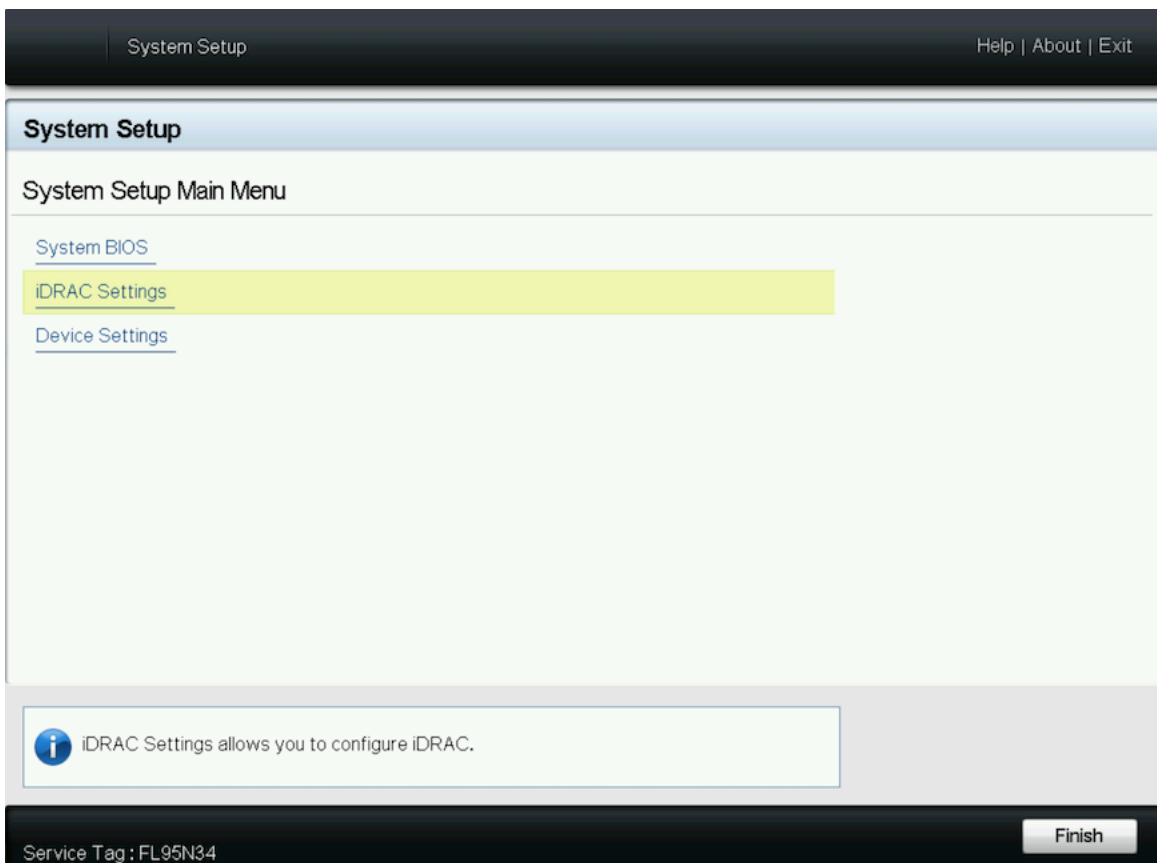 System Setup
Help | About | Exit
System Setup
System Setup Main Menu
System BIOS
iDRAC Settings
Device Settings
iDRAC Settings allows you to configure iDRAC.
Service Tag : FL95N34
Finish